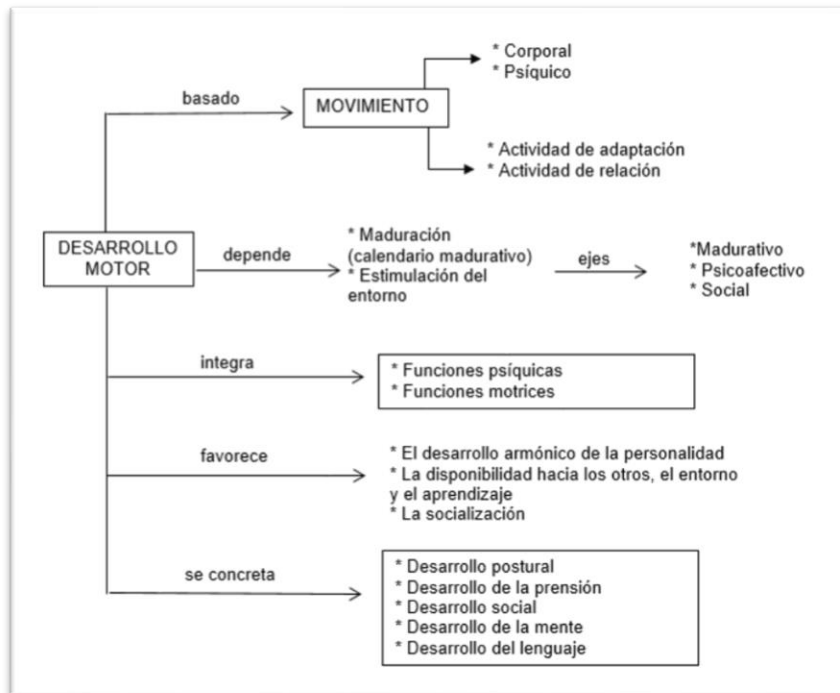 * Corporal
* Psíquico
basado
MOVIMIENTO
* Actividad de adaptación
* Actividad de relación
DESARROLLO
MOTOR
depende
* Maduración
(calendario madurativo)
* Estimulación del
entorno
ejes
*Madurativo
* Psicoafectivo
* Social
integra
* Funciones psíquicas
* Funciones motrices
favorece
* El desarrollo armónico de la personalidad
* La disponibilidad hacia los otros, el entorno
y el aprendizaje
* La socialización
se concreta
* Desarrollo postural
* Desarrollo de la prensión
* Desarrollo social
* Desarrollo de la mente
* Desarrollo del lenguaje